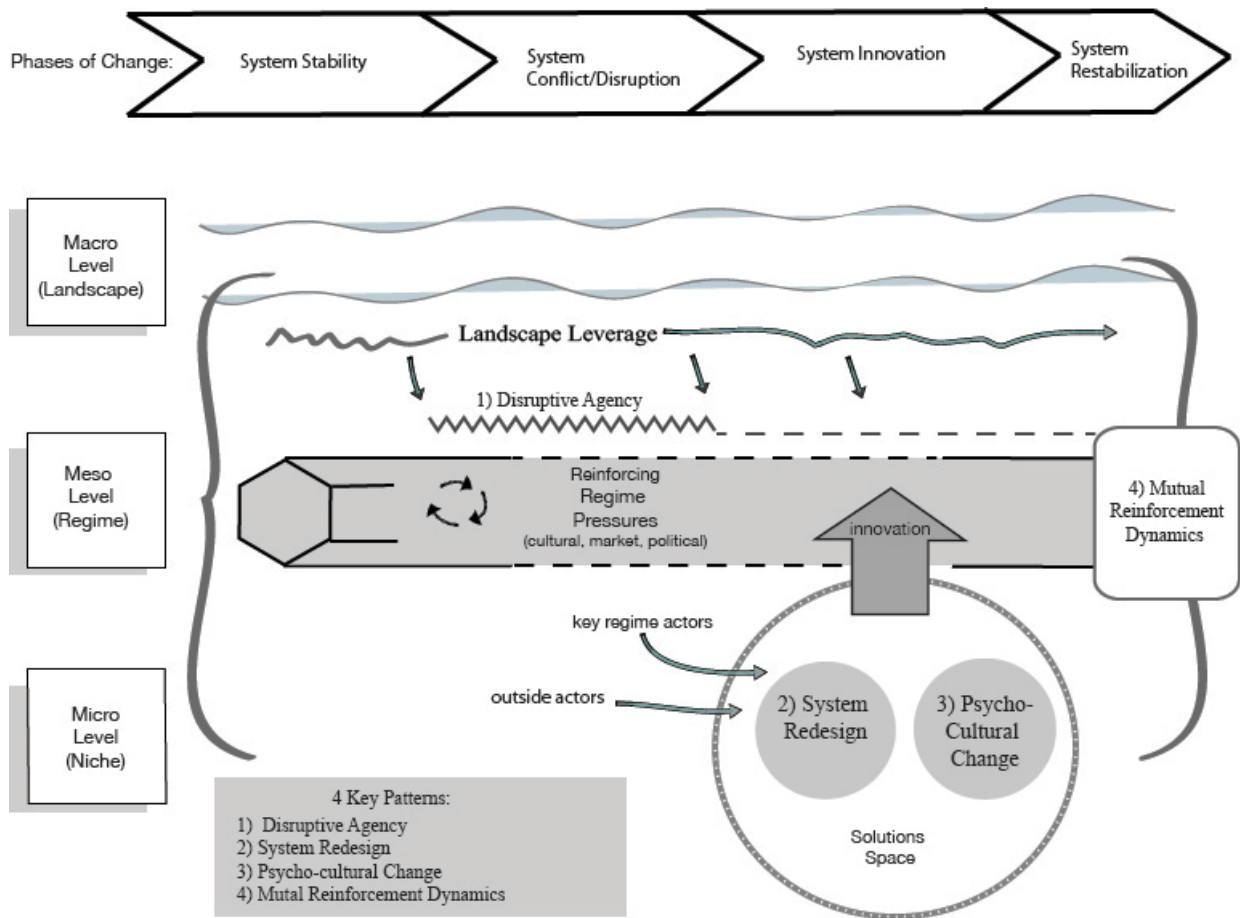 Phases of Change:
System Stability
System
Conflict/Disruption
System Innovation
System
Restabilization
Macro
Level
(Landscape)
Landscape Leverage
1) Disruptive Agency
Meso
Level
(Regime)
Reinforcing
Regime
Pressures
(cultural, market, political)
innovation
4) Mutual
Reinforcement
Dynamics
key regime actors
outside actors
2) System
Redesign
3) Psycho-
Cultural
Change
Micro
Level
(Niche)
Solutions
Space
4 Key Patterns:
1) Disruptive Agency
2) System Redesign
3) Psycho-cultural Change
4) Mutal Reinforcement Dynamics